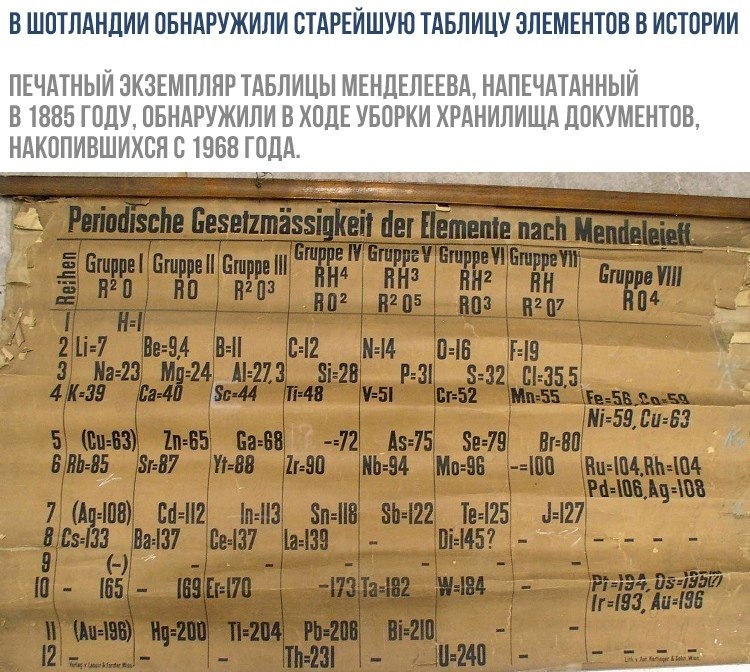 В ШОТЛАНДИИ ОБНАРУЖИЛИ СТАРЕЙШУЮ ТАБЛИЦУ ЭЛЕМЕНТОВ В ИСТОРИИ
ПЕЧАТНЫЙ ЭКЗЕМПЛЯР ТАБЛИЦЫ МЕНДЕЛЕЕВА, НАПЕЧАТАННЫЙ
В 1885 ГОДУ, ОБНАРУЖИЛИ В ХОДЕ УБОРКИ ХРАНИЛИЩА ДОКУМЕНТОВ,
НАКОПИВШИХСЯ С 1968 ГОДА.
Periodische Gesetzmässigkeit der Elemente nach Mendelejeff.
Reihen Gruppe I Gruppe II Gruppe III Gruppe IV Gruppe V Gruppe VI Gruppe VII Gruppe VIII
RH⁴ RH³ RH² RH
R²O RO R²O³ RO² R²O⁵ RO³ R²O⁷ RO⁴
1 H=1
2 Li=7 Be=9,4 B=11 C=12 N=14 O=16 F=19
3 Na=23 Mg=24 Al=27,3 Si=28 P=31 S=32 Cl=35,5
4 K=39 Ca=40 Sc=44 Ti=48 V=51 Cr=52 Mn=55 Fe=56, Co=59
Ni=59, Cu=63
5 (Cu=63) Zn=65 Ga=68 -=72 As=75 Se=79 Br=80
6 Rb=85 Sr=87 Yt=88 Zr=90 Nb=94 Mo=96 -=100 Ru=104, Rh=104
Pd=106, Ag=108
7 (Ag=108) Cd=112 In=113 Sn=118 Sb=122 Te=125 J=127
8 Cs=133 Ba=137 Ce=137 La=139 - Di=145? - - - - -
9 (-) - - - - - -
10 - 165 - 169 Er=170 -173 Ta=182 W=184 - Pt=194, Os=195(?)
Ir=193, Au=196
11 (Au=196) Hg=200 Tl=204 Pb=206 Bi=210 - -
12 - - - Th=231 - U=240 - - - - -
Verlag v. Lenoir & Forster, Wien
Lith. v. Ant. Hartinger & Sohn, Wien